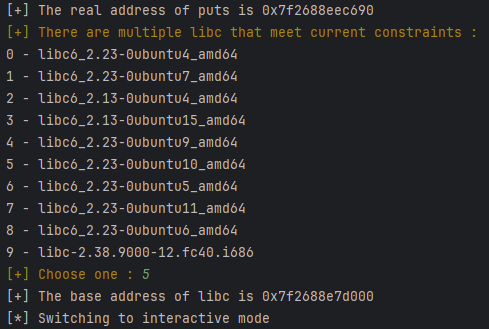 [+] The real address of puts is 0x7f2688eec690
[+] There are multiple libc that meet current constraints :
0 - libc6_2.23-0ubuntu4_amd64
1 - libc6_2.23-0ubuntu7_amd64
2 - libc6_2.13-0ubuntu4_amd64
3 - libc6_2.13-0ubuntu15_amd64
4 - libc6_2.23-0ubuntu9_amd64
5 - libc6_2.23-0ubuntu10_amd64
6 - libc6_2.23-0ubuntu5_amd64
7 - libc6_2.23-0ubuntu11_amd64
8 - libc6_2.23-0ubuntu6_amd64
9 - libc-2.38.9000-12.fc40.i686
[+] Choose one : 5
[+] The base address of libc is 0x7f2688e7d000
[*] Switching to interactive mode